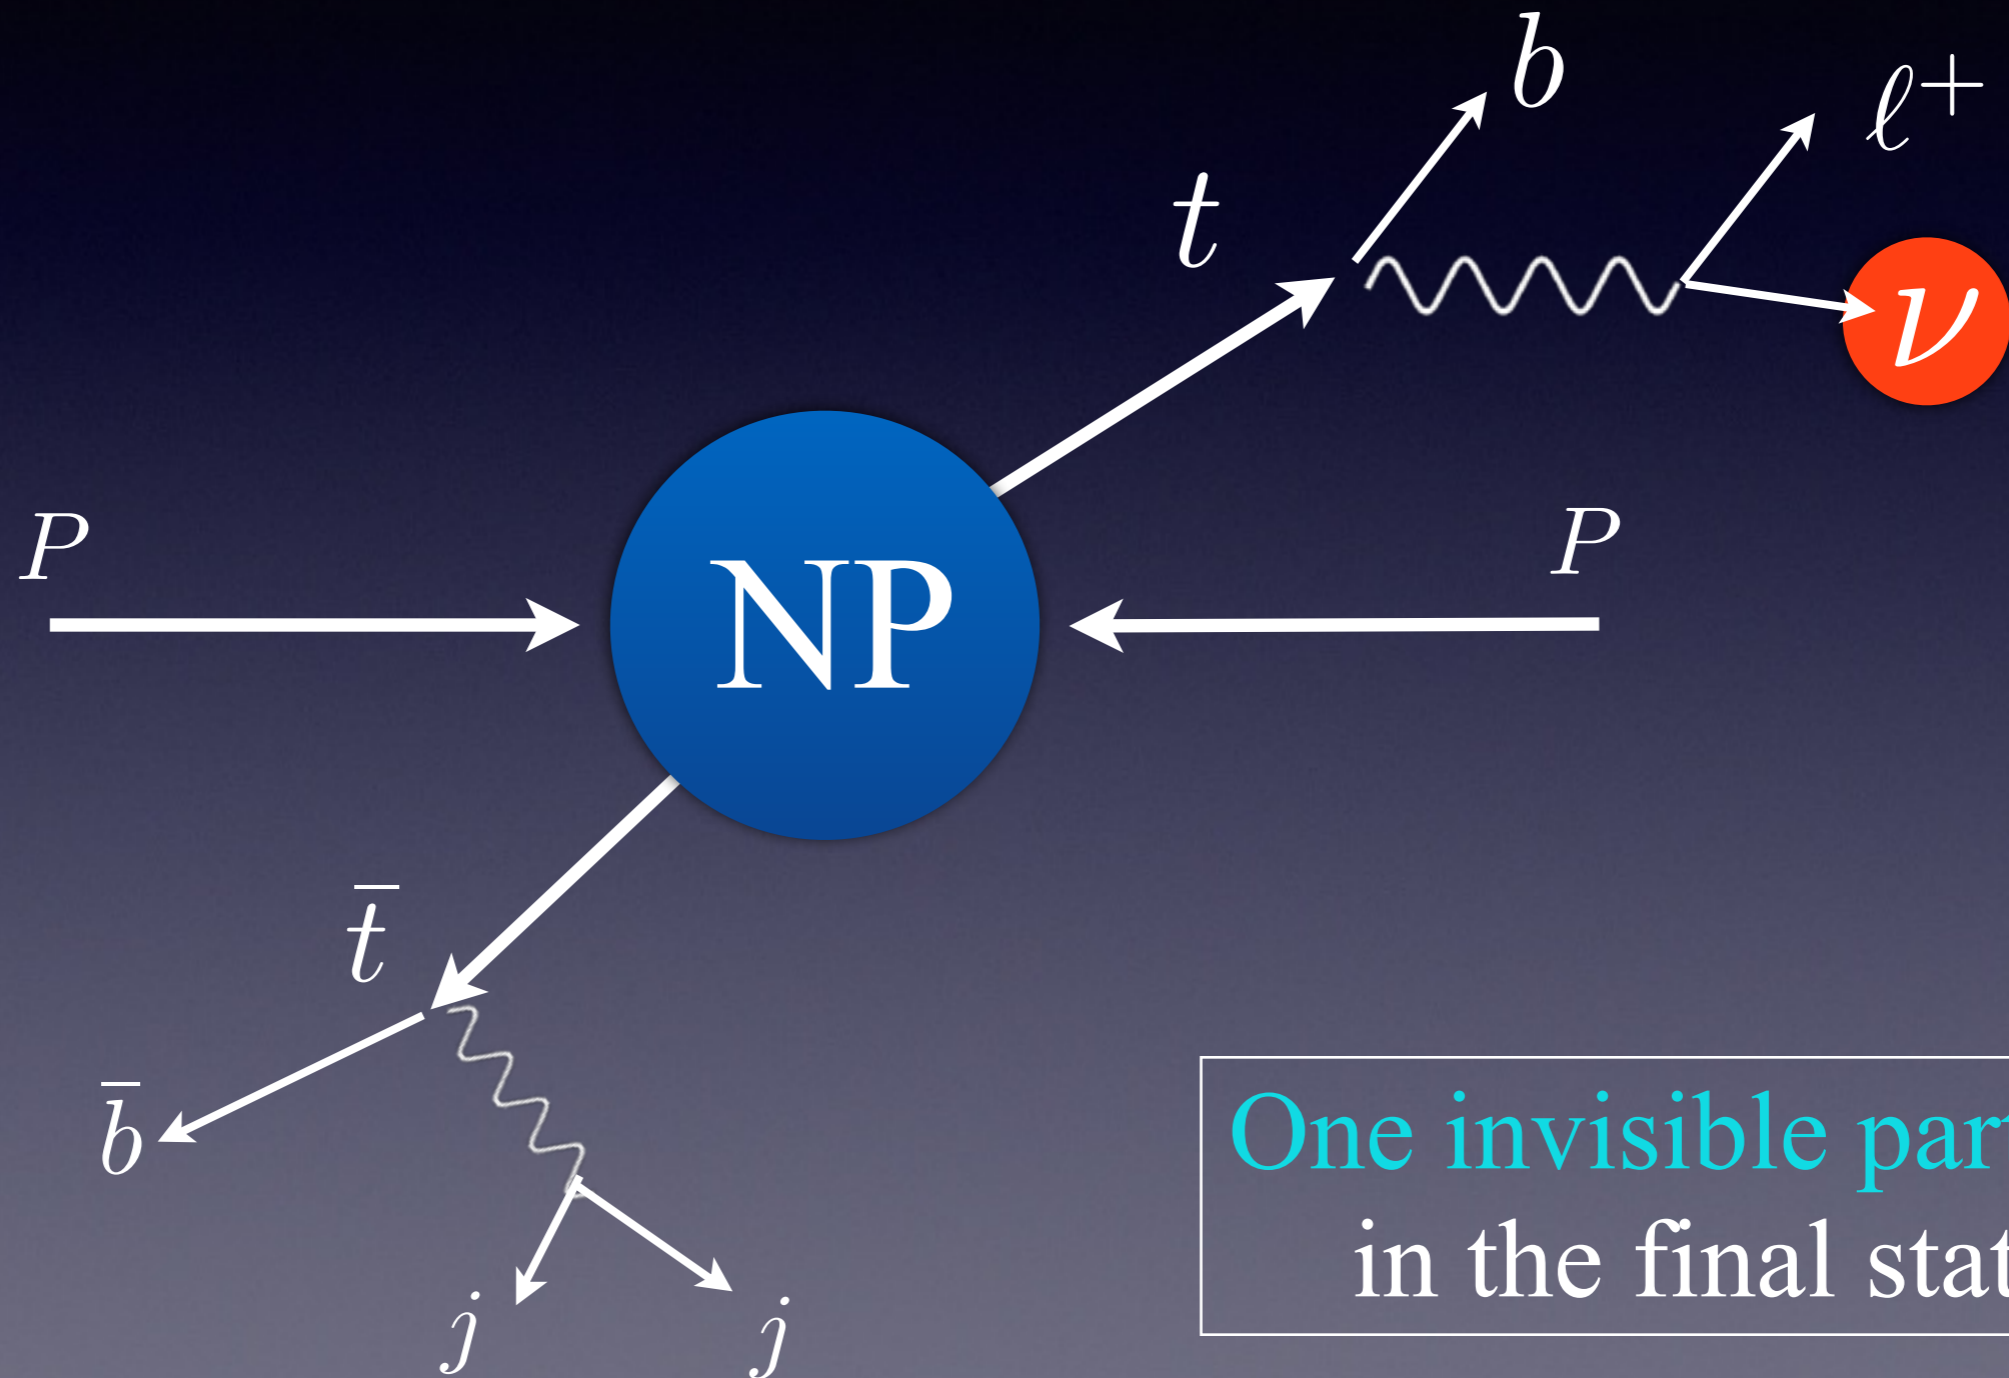 b
ℓ⁺
t
ν
P
P
NP
t̄
b̄
One invisible par
in the final stat
j
j